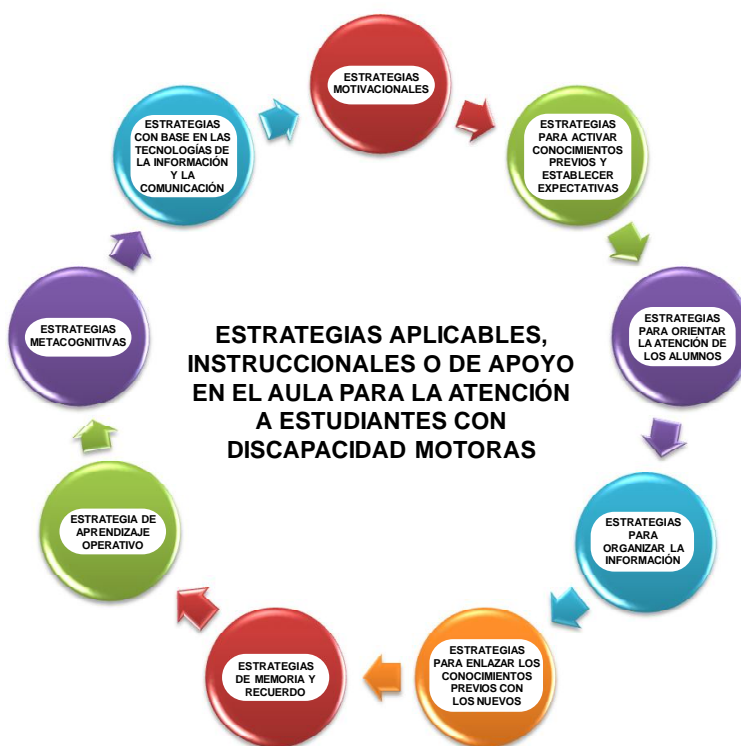 ESTRATEGIAS
MOTIVACIONALES
ESTRATEGIAS
PARA ACTIVAR
CONOCIMIENTOS
PREVIOS Y
ESTABLECER
EXPECTATIVAS
ESTRATEGIAS
PARA ORIENTAR
LA ATENCIÓN DE
LOS ALUMNOS
ESTRATEGIAS
PARA
ORGANIZAR LA
INFORMACIÓN
ESTRATEGIAS
PARA ENLAZAR LOS
CONOCIMIENTOS
PREVIOS CON
LOS NUEVOS
ESTRATEGIAS
DE MEMORIA Y
RECUERDO
ESTRATEGIA DE
APRENDIZAJE
OPERATIVO
ESTRATEGIAS
METACOGNITIVAS
ESTRATEGIAS
CON BASE EN LAS
TECNOLOGÍAS DE
LA INFORMACIÓN
Y LA
COMUNICACIÓN
ESTRATEGIAS APLICABLES,
INSTRUCCIONALES O DE APOYO
EN EL AULA PARA LA ATENCIÓN
A ESTUDIANTES CON
DISCAPACIDAD MOTORAS